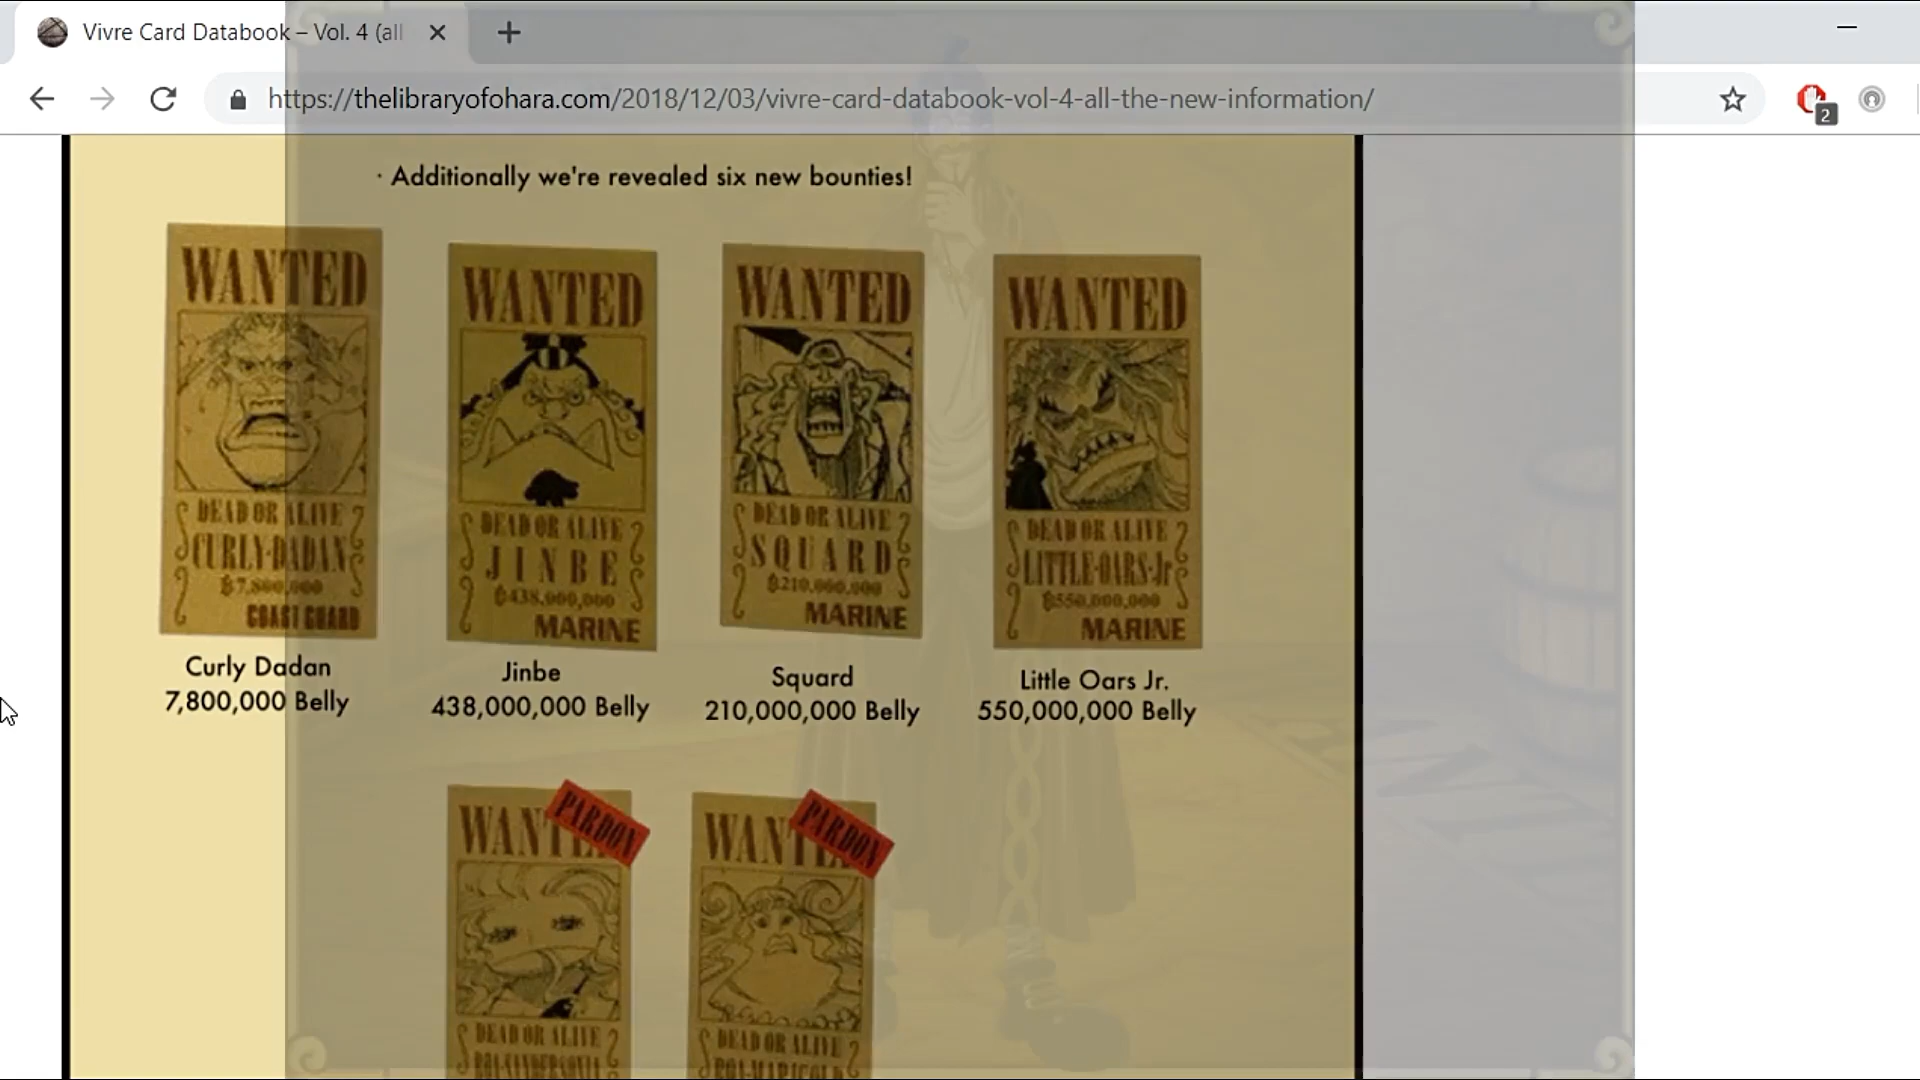 Vivre Card Databook – Vol. 4 (all
https://thelibraryofohara.com/2018/12/03/vivre-card-databook-vol-4-all-the-new-information/
2
· Additionally we're revealed six new bounties!
WANTED WANTED WANTED WANTED
DEAD OR ALIVE DEAD OR ALIVE DEAD OR ALIVE DEAD OR ALIVE
CURLY·DADAN JINBE SQUARD LITTLE·OARS·Jr
฿7,800,000 ฿438,000,000 ฿210,000,000 ฿550,000,000
COAST GUARD MARINE MARINE MARINE
Curly Dadan Jinbe Squard Little Oars Jr.
7,800,000 Belly 438,000,000 Belly 210,000,000 Belly 550,000,000 Belly
PARDON PARDON
WANTED WANTED
DEAD OR ALIVE DEAD OR ALIVE